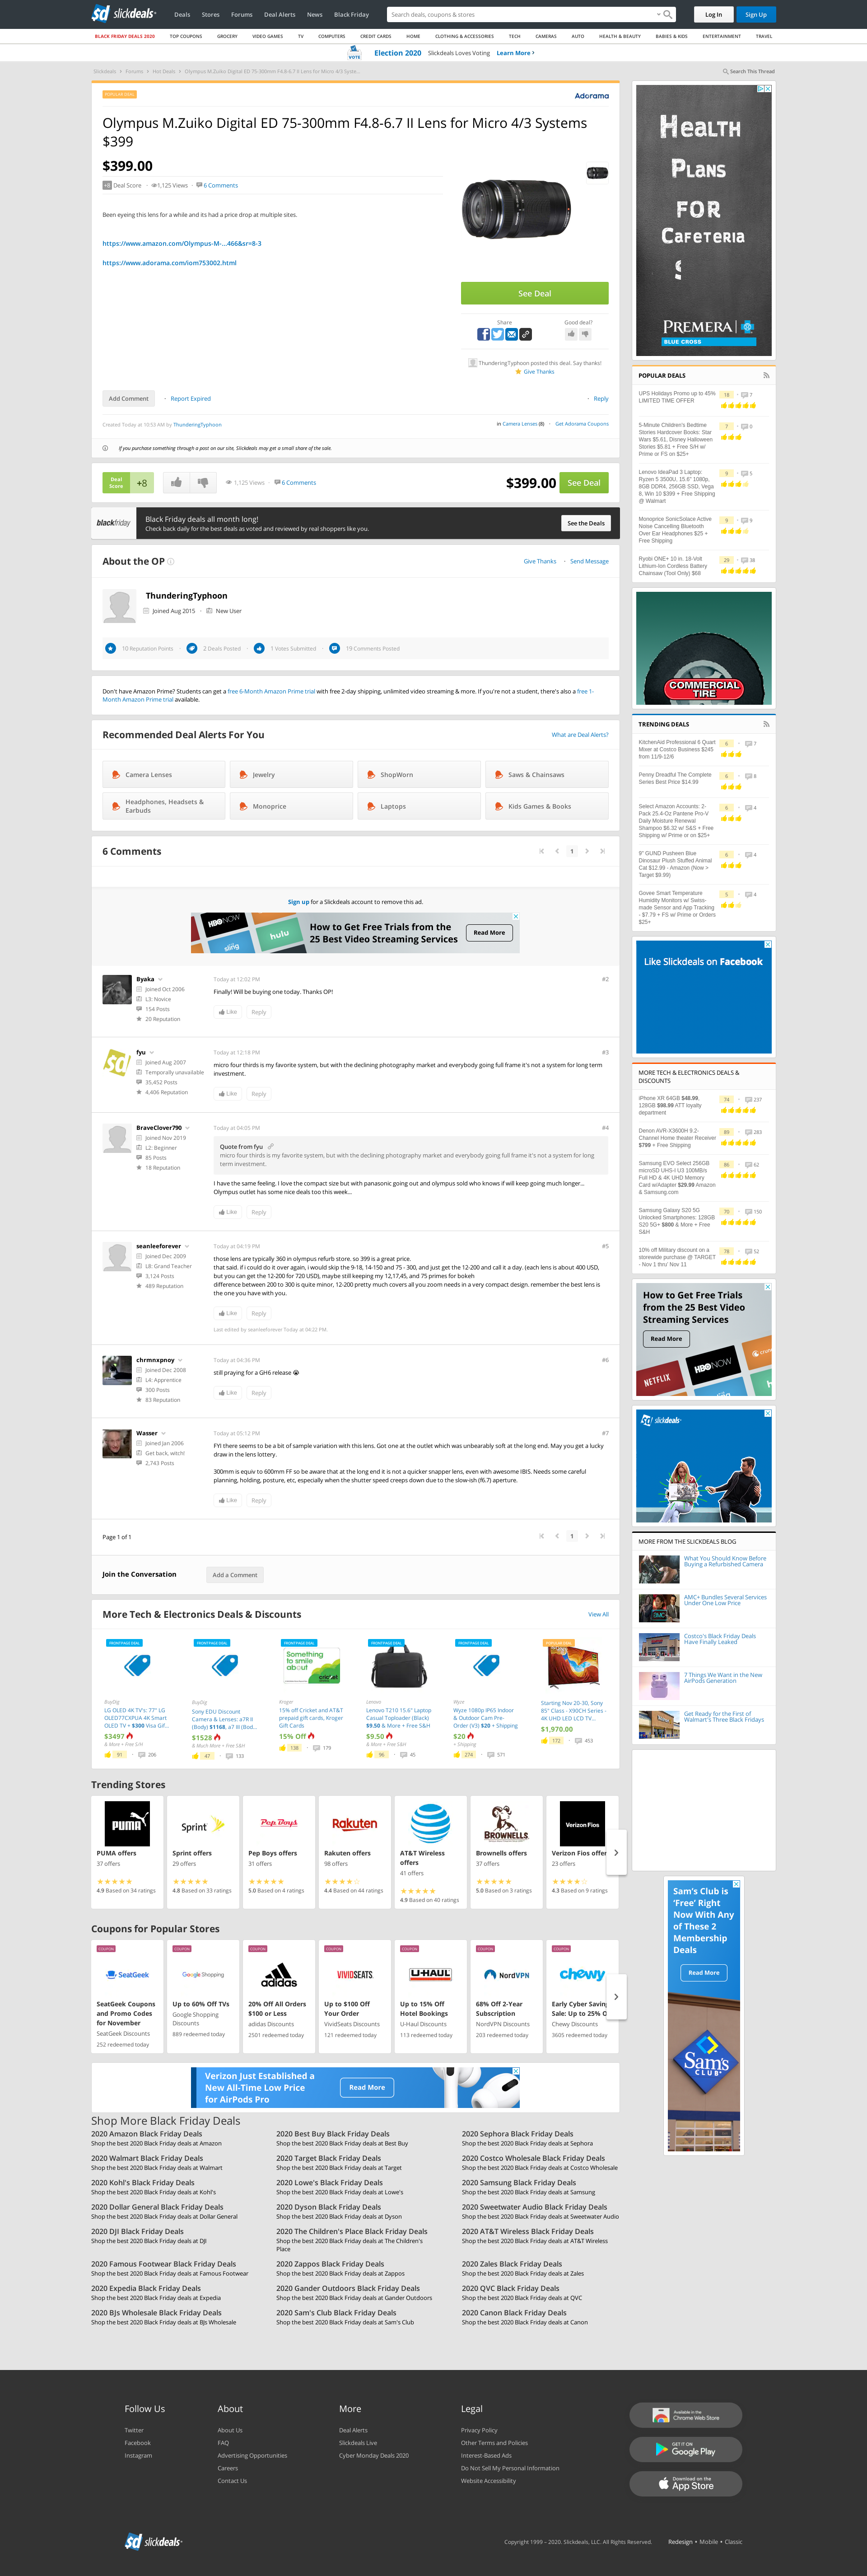 slickdeals
Deals Stores Forums Deal Alerts News Black Friday
Search deals, coupons & stores
Log In Sign Up
BLACK FRIDAY DEALS 2020 TOP COUPONS GROCERY VIDEO GAMES TV COMPUTERS CREDIT CARDS HOME CLOTHING & ACCESSORIES TECH CAMERAS AUTO HEALTH & BEAUTY BABIES & KIDS ENTERTAINMENT TRAVEL
VOTE Election 2020 Slickdeals Loves Voting Learn More
Slickdeals Forums Hot Deals Olympus M.Zuiko Digital ED 75-300mm F4.8-6.7 II Lens for Micro 4/3 Syste...
Search This Thread
POPULAR DEAL
Adorama
Olympus M.Zuiko Digital ED 75-300mm F4.8-6.7 II Lens for Micro 4/3 Systems
$399
$399.00
+8 Deal Score 1,125 Views 6 Comments
Been eyeing this lens for a while and its had a price drop at multiple sites.
https://www.amazon.com/Olympus-M-...466&sr=8-3
https://www.adorama.com/iom753002.html
See Deal
Share Good deal?
ThunderingTyphoon posted this deal. Say thanks!
Give Thanks
Add Comment Report Expired Reply
Created Today at 10:53 AM by ThunderingTyphoon
in Camera Lenses (8) Get Adorama Coupons
If you purchase something through a post on our site, Slickdeals may get a small share of the sale.
Deal Score +8 1,125 Views 6 Comments $399.00 See Deal
blackfriday
Black Friday deals all month long!
Check back daily for the best deals as voted and reviewed by real shoppers like you.
See the Deals
About the OP
Give Thanks Send Message
ThunderingTyphoon
Joined Aug 2015 New User
10 Reputation Points 2 Deals Posted 1 Votes Submitted 19 Comments Posted
Don't have Amazon Prime? Students can get a free 6-Month Amazon Prime trial with free 2-day shipping, unlimited video streaming & more. If you're not a student, there's also a free 1-
Month Amazon Prime trial available.
Recommended Deal Alerts For You
What are Deal Alerts?
Camera Lenses Jewelry ShopWorn Saws & Chainsaws
Headphones, Headsets & Earbuds Monoprice Laptops Kids Games & Books
6 Comments
1
Sign up for a Slickdeals account to remove this ad.
HBO NOW sling hulu
How to Get Free Trials from the
25 Best Video Streaming Services
Read More
Byaka
Joined Oct 2006
L3: Novice
154 Posts
20 Reputation
Today at 12:02 PM #2
Finally! Will be buying one today. Thanks OP!
Like Reply
fyu
Joined Aug 2007
Temporarily unavailable
35,452 Posts
4,406 Reputation
Today at 12:18 PM #3
micro four thirds is my favorite system, but with the declining photography market and everybody going full frame it's not a system for long term
investment.
Like Reply
BraveClover790
Joined Nov 2019
L2: Beginner
85 Posts
18 Reputation
Today at 04:05 PM #4
Quote from fyu
micro four thirds is my favorite system, but with the declining photography market and everybody going full frame it's not a system for long
term investment.
I have the same feeling, I love the compact size but with panasonic going out and olympus sold who knows if will keep going much longer...
Olympus outlet has some nice deals too this week...
Like Reply
seanleeforever
Joined Dec 2009
L8: Grand Teacher
3,124 Posts
489 Reputation
Today at 04:15 PM #5
those lens are typically 360 in olympus refurb store. so 399 is a great price.
that said. if i could do it over again, i would skip the 9-18, 14-150 and 75 - 300, and just get the 12-200 and call it a day. (each lens is about 400 USD,
but you can get the 12-200 for 720 USD), maybe still keeping my 12,17,45, and 75 primes for bokeh
difference between 200 to 300 is quite minor, 12-200 pretty much covers all you zoom needs in a very compact design. remember the best lens is
the one you have with you.
Like Reply
Last edited by seanleeforever Today at 04:22 PM.
chrmnxpnoy
Joined Dec 2008
L4: Apprentice
300 Posts
83 Reputation
Today at 04:36 PM #6
still praying for a GH6 release
Like Reply
Wasser
Joined Jan 2006
Get back, witch!
2,743 Posts
Today at 05:12 PM #7
FYI there seems to be a bit of sample variation with this lens. Got one at the outlet which was unbearably soft at the long end. May you get a lucky
draw in the lens lottery.
300mm is equiv to 600mm FF so be aware that at the long end it is not a quicker snapper lens, even with awesome IBIS. Needs some careful
planning, holding, posture, etc, especially when the shutter speed creeps down due to the slow-ish (f6.7) aperture.
Like Reply
Page 1 of 1
1
Join the Conversation Add a Comment
More Tech & Electronics Deals & Discounts
View All
FRONTPAGE DEAL
BuyDig
LG OLED 4K TV's: 77" LG
OLED77CXPUA 4K Smart
OLED TV + $300 Visa Gif...
$3497
& More + Free S/H
91 206
FRONTPAGE DEAL
BuyDig
Sony EDU Discount
Camera & Lenses: a7R II
(Body) $1168, a7 III (Bod...
$1528
& Much More + Free S&H
47 133
FRONTPAGE DEAL
Something to smile about
Kroger
15% off Cricket and AT&T
prepaid gift cards, Kroger
Gift Cards
15% Off
138 179
FRONTPAGE DEAL
Lenovo
Lenovo T210 15.6" Laptop
Casual Toploader (Black)
$9.50 & More + Free S&H
$9.50
& More + Free S&H
96 45
FRONTPAGE DEAL
Wyze
Wyze 1080p IP65 Indoor
& Outdoor Cam Pre-
Order (V3) $20 + Shipping
$20
+ Shipping
274 571
POPULAR DEAL
Starting Nov 20-30, Sony
85" Class - X90CH Series -
4K UHD LED LCD TV...
$1,970.00
172 453
Trending Stores
PUMA offers
37 offers
4.9 Based on 34 ratings
Sprint offers
29 offers
4.8 Based on 33 ratings
Pep Boys offers
31 offers
5.0 Based on 4 ratings
Rakuten offers
98 offers
4.4 Based on 44 ratings
AT&T Wireless offers
41 offers
4.9 Based on 40 ratings
Brownells offers
37 offers
5.0 Based on 3 ratings
Verizon Fios offers
23 offers
4.3 Based on 9 ratings
Coupons for Popular Stores
COUPON
SeatGeek
SeatGeek Coupons
and Promo Codes
for November
SeatGeek Discounts
252 redeemed today
COUPON
Google Shopping
Up to 60% Off TVs
Google Shopping
Discounts
889 redeemed today
COUPON
adidas
20% Off All Orders
$100 or Less
adidas Discounts
2501 redeemed today
COUPON
VIVIDSEATS
Up to $100 Off
Your Order
VividSeats Discounts
121 redeemed today
COUPON
U-HAUL
Up to 15% Off
Hotel Bookings
U-Haul Discounts
113 redeemed today
COUPON
NordVPN
68% Off 2-Year
Subscription
NordVPN Discounts
203 redeemed today
COUPON
chewy
Early Cyber Saving
Sale: Up to 25% O
Chewy Discounts
3605 redeemed today
Verizon Just Established a
New All-Time Low Price
for AirPods Pro
Read More
Shop More Black Friday Deals
2020 Amazon Black Friday Deals
Shop the best 2020 Black Friday deals at Amazon
2020 Best Buy Black Friday Deals
Shop the best 2020 Black Friday deals at Best Buy
2020 Sephora Black Friday Deals
Shop the best 2020 Black Friday deals at Sephora
2020 Walmart Black Friday Deals
Shop the best 2020 Black Friday deals at Walmart
2020 Target Black Friday Deals
Shop the best 2020 Black Friday deals at Target
2020 Costco Wholesale Black Friday Deals
Shop the best 2020 Black Friday deals at Costco Wholesale
2020 Kohl's Black Friday Deals
Shop the best 2020 Black Friday deals at Kohl's
2020 Lowe's Black Friday Deals
Shop the best 2020 Black Friday deals at Lowe's
2020 Samsung Black Friday Deals
Shop the best 2020 Black Friday deals at Samsung
2020 Dollar General Black Friday Deals
Shop the best 2020 Black Friday deals at Dollar General
2020 Dyson Black Friday Deals
Shop the best 2020 Black Friday deals at Dyson
2020 Sweetwater Audio Black Friday Deals
Shop the best 2020 Black Friday deals at Sweetwater Audio
2020 DJI Black Friday Deals
Shop the best 2020 Black Friday deals at DJI
2020 The Children's Place Black Friday Deals
Shop the best 2020 Black Friday deals at The Children's
Place
2020 AT&T Wireless Black Friday Deals
Shop the best 2020 Black Friday deals at AT&T Wireless
2020 Famous Footwear Black Friday Deals
Shop the best 2020 Black Friday deals at Famous Footwear
2020 Zappos Black Friday Deals
Shop the best 2020 Black Friday deals at Zappos
2020 Zales Black Friday Deals
Shop the best 2020 Black Friday deals at Zales
2020 Expedia Black Friday Deals
Shop the best 2020 Black Friday deals at Expedia
2020 Gander Outdoors Black Friday Deals
Shop the best 2020 Black Friday deals at Gander Outdoors
2020 QVC Black Friday Deals
Shop the best 2020 Black Friday deals at QVC
2020 BJs Wholesale Black Friday Deals
Shop the best 2020 Black Friday deals at BJs Wholesale
2020 Sam's Club Black Friday Deals
Shop the best 2020 Black Friday deals at Sam's Club
2020 Canon Black Friday Deals
Shop the best 2020 Black Friday deals at Canon
Health
Plans
for
Cafeteria
S
PREMERA
BLUE CROSS
POPULAR DEALS
UPS Holidays Promo up to 45%
LIMITED TIME OFFER
18 7
5-Minute Children's Bedtime
Stories Hardcover Books: Star
Wars $5.61, Disney Halloween
Stories $5.81 + Free S/H w/
Prime or FS on $25+
7 0
Lenovo IdeaPad 3 Laptop:
Ryzen 5 3500U, 15.6" 1080p,
8GB DDR4, 256GB SSD, Vega
8, Win 10 $399 + Free Shipping
@ Walmart
9 5
Monoprice SonicSolace Active
Noise Cancelling Bluetooth
Over Ear Headphones $25 +
Free Shipping
9 9
Ryobi ONE+ 10 in. 18-Volt
Lithium-Ion Cordless Battery
Chainsaw (Tool Only) $68
29 38
COMMERCIAL
TIRE
TRENDING DEALS
KitchenAid Professional 6 Quart
Mixer at Costco Business $245
from 11/9-12/6
6 7
Penny Dreadful The Complete
Series Best Price $14.99
6 8
Select Amazon Accounts: 2-
Pack 25.4-Oz Pantene Pro-V
Daily Moisture Renewal
Shampoo $6.32 w/ S&S + Free
Shipping w/ Prime or on $25+
6 4
9" GUND Pusheen Blue
Dinosaur Plush Stuffed Animal
Cat $12.99 - Amazon (Now >
Target $9.99)
6 4
Govee Smart Temperature
Humidity Monitors w/ Swiss-
made Sensor and App Tracking
- $7.79 + FS w/ Prime or Orders
$25+
5 4
Like Slickdeals on Facebook
MORE TECH & ELECTRONICS DEALS &
DISCOUNTS
iPhone XR 64GB $48.99,
128GB $98.99 ATT loyalty
department
74 237
Denon AVR-X3600H 9.2-
Channel Home theater Receiver
$799 + Free Shipping
89 283
Samsung EVO Select 256GB
microSD UHS-I U3 100MB/s
Full HD & 4K UHD Memory
Card w/Adapter $29.99 Amazon
& Samsung.com
86 62
Samsung Galaxy S20 5G
Unlocked Smartphones: 128GB
S20 5G+ $800 & More + Free
S&H
70 150
10% off Military discount on a
storewide purchase @ TARGET
- Nov 1 thru' Nov 11
78 52
How to Get Free Trials
from the 25 Best Video
Streaming Services
Read More
NETFLIX HBO NOW hulu
slickdeals
MORE FROM THE SLICKDEALS BLOG
What You Should Know Before
Buying a Refurbished Camera
AMC+ Bundles Several Services
Under One Low Price
Costco's Black Friday Deals
Have Finally Leaked
7 Things We Want in the New
AirPods Generation
Get Ready for the First of
Walmart's Three Black Fridays
Sam's Club is
'Free' Right
Now With Any
of These 2
Membership
Deals
Read More
Sam's
CLUB
Follow Us
Twitter
Facebook
Instagram
About
About Us
FAQ
Advertising Opportunities
Careers
Contact Us
More
Deal Alerts
Slickdeals Live
Cyber Monday Deals 2020
Legal
Privacy Policy
Other Terms and Policies
Interest-Based Ads
Do Not Sell My Personal Information
Website Accessibility
Available in the Chrome Web Store
GET IT ON Google Play
Download on the App Store
slickdeals
Copyright 1999 – 2020. Slickdeals, LLC. All Rights Reserved. Redesign • Mobile • Classic